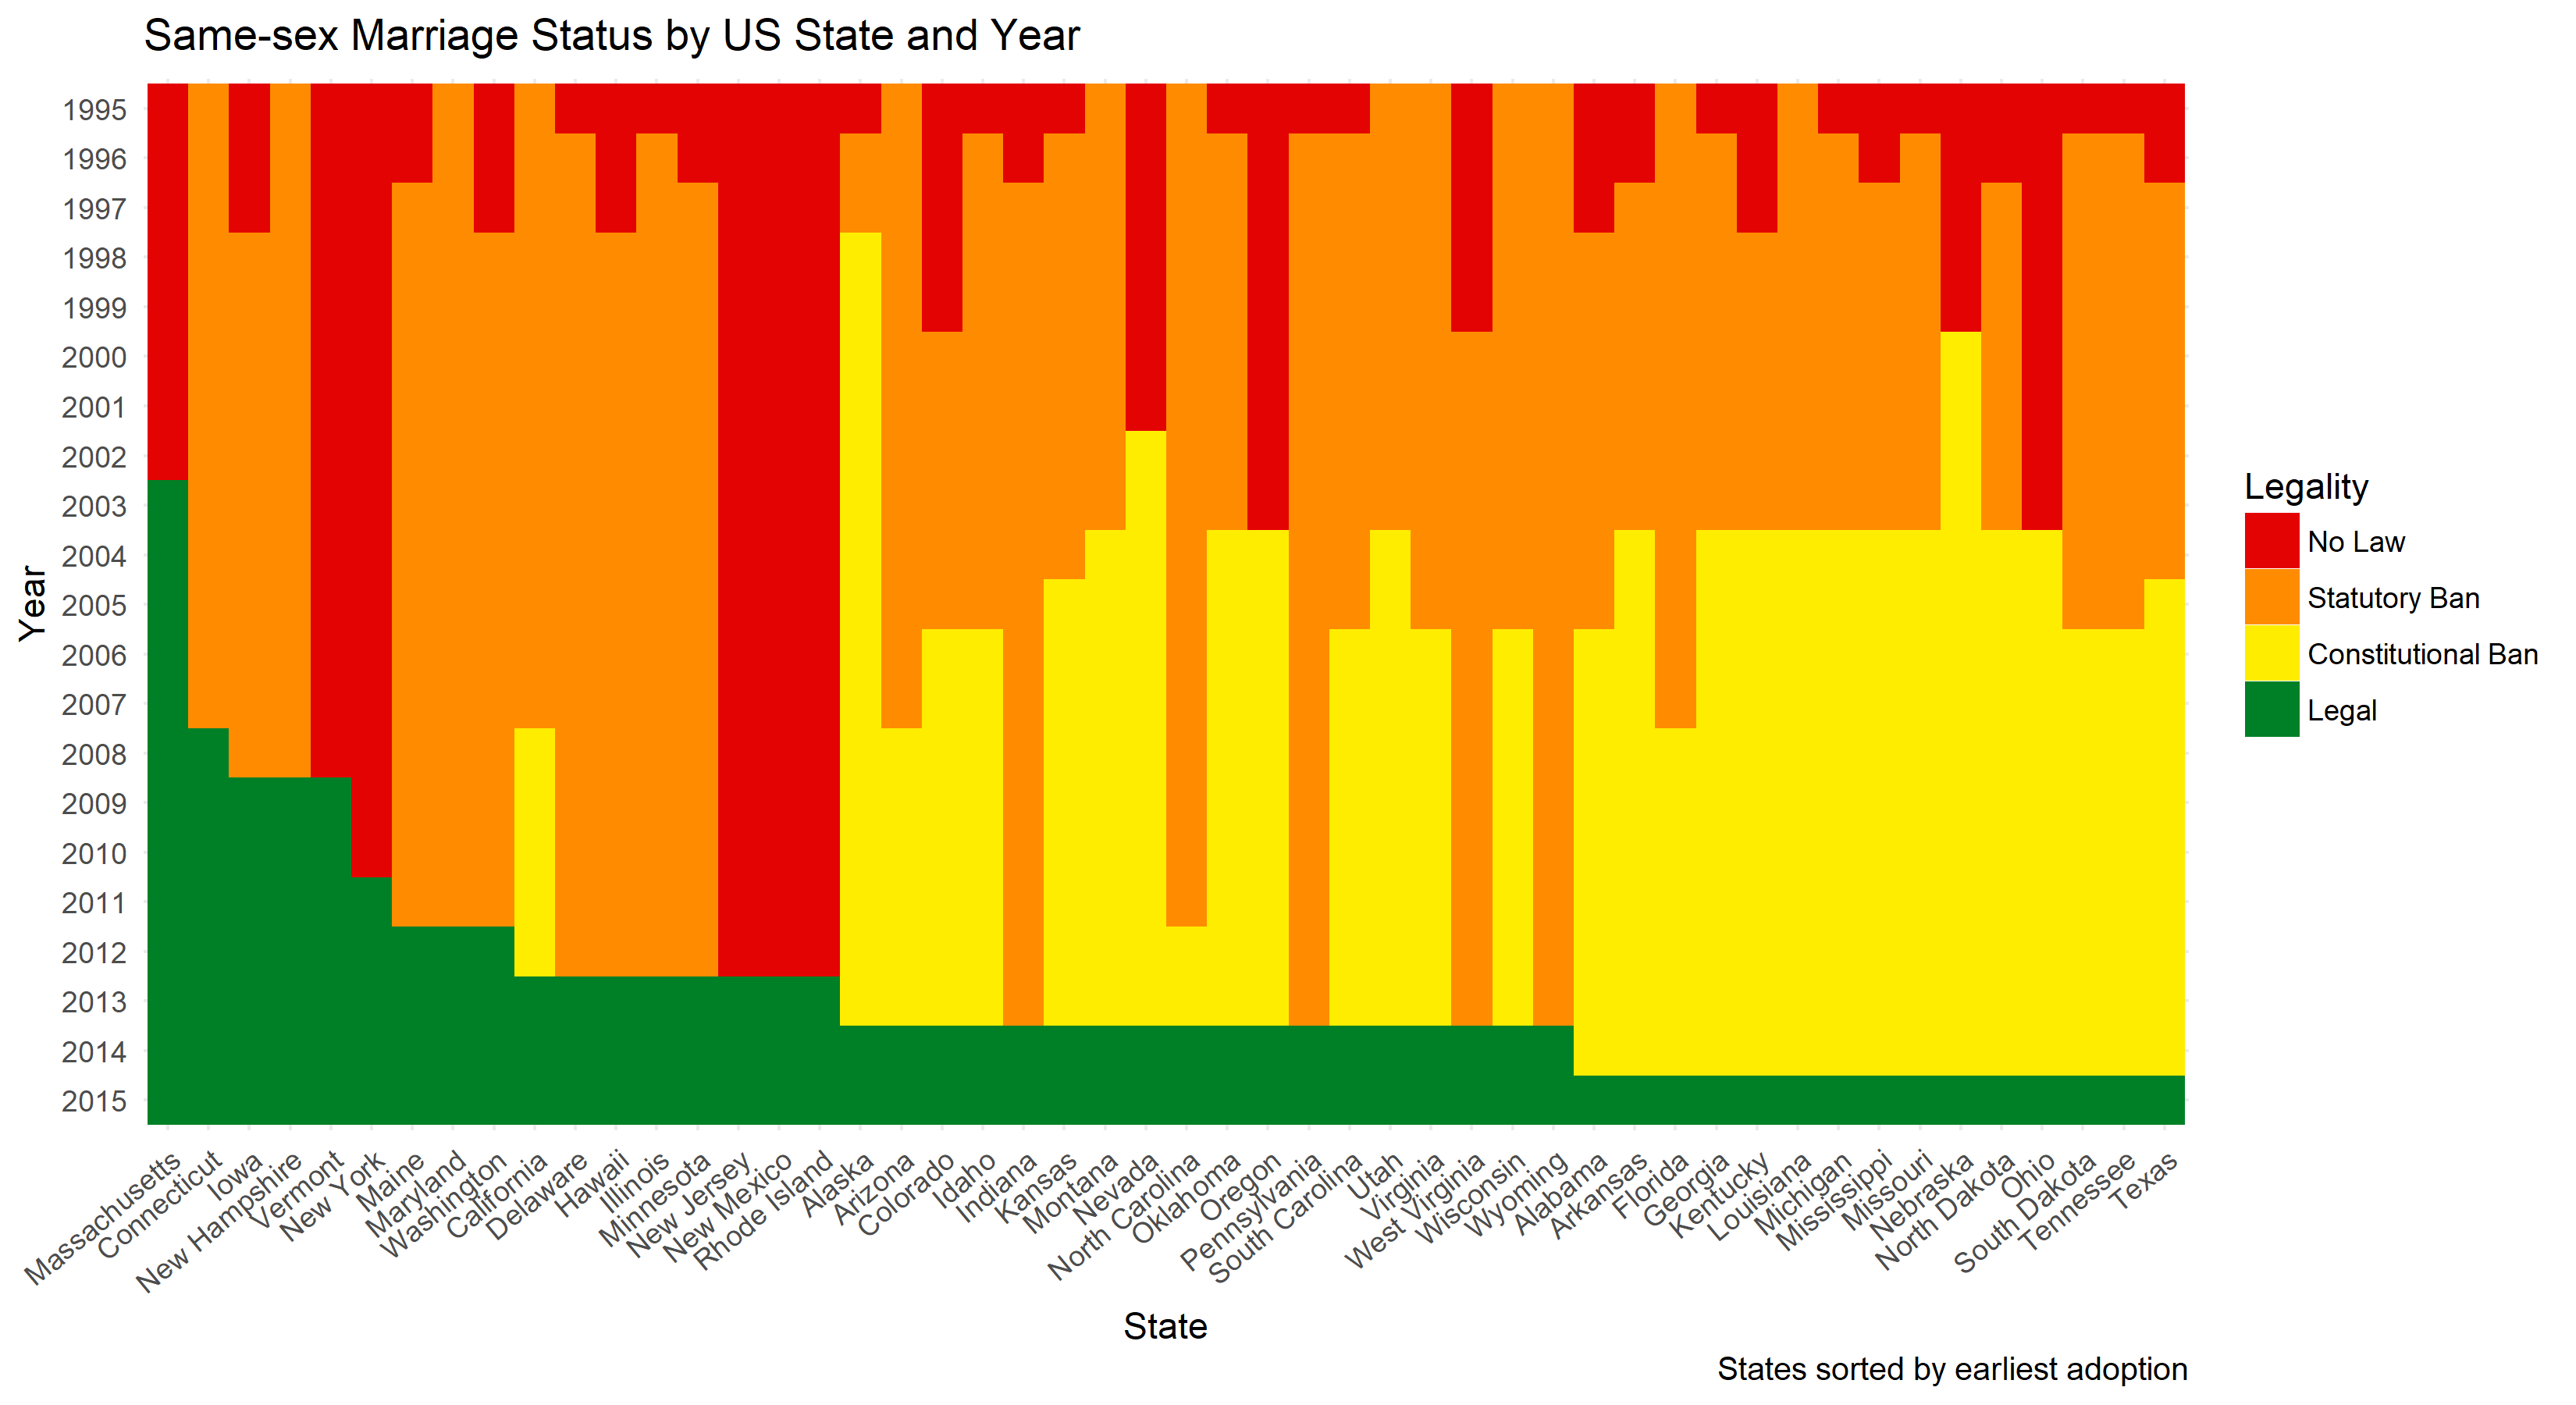 Same-sex Marriage Status by US State and Year
Year
1995
1996
1997
1998
1999
2000
2001
2002
2003
2004
2005
2006
2007
2008
2009
2010
2011
2012
2013
2014
2015
Massachusetts
Connecticut
Iowa
New Hampshire
Vermont
New York
Maine
Maryland
Washington
California
Delaware
Hawaii
Illinois
Minnesota
New Jersey
New Mexico
Rhode Island
Alaska
Arizona
Colorado
Idaho
Indiana
Kansas
Montana
Nevada
North Carolina
Oklahoma
Oregon
Pennsylvania
South Carolina
Utah
Virginia
West Virginia
Wisconsin
Wyoming
Alabama
Arkansas
Florida
Georgia
Kentucky
Louisiana
Michigan
Mississippi
Missouri
Nebraska
North Dakota
Ohio
South Dakota
Tennessee
Texas
State
Legality
No Law
Statutory Ban
Constitutional Ban
Legal
States sorted by earliest adoption